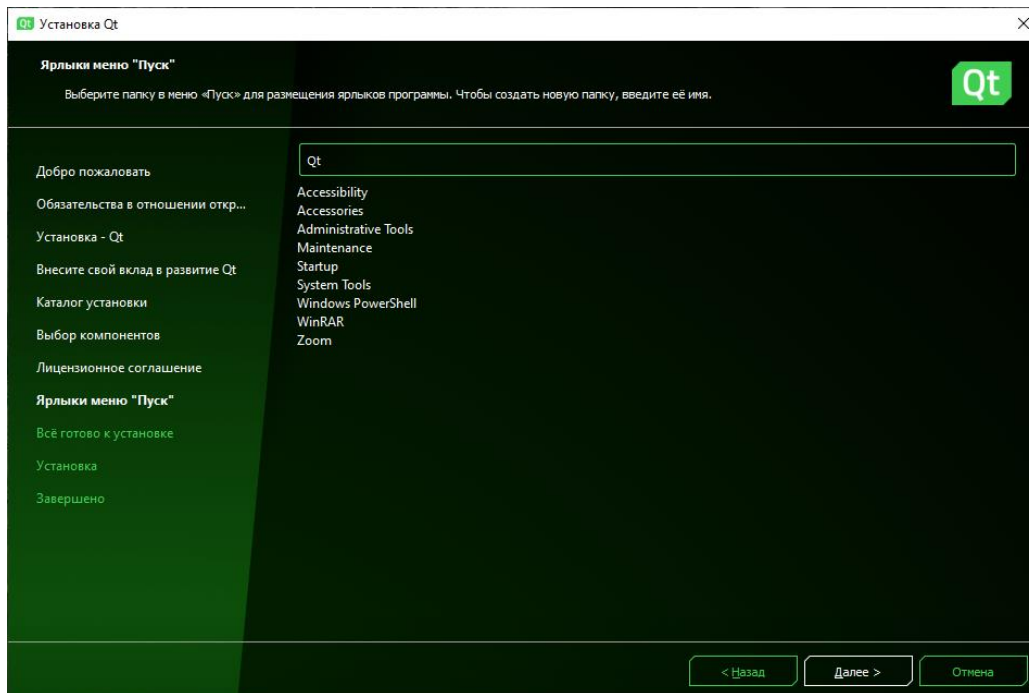 Qt Установка Qt
Ярлыки меню "Пуск"
Выберите папку в меню «Пуск» для размещения ярлыков программы. Чтобы создать новую папку, введите её имя.
Qt
Добро пожаловать
Обязательства в отношении откр...
Установка - Qt
Внесите свой вклад в развитие Qt
Каталог установки
Выбор компонентов
Лицензионное соглашение
Ярлыки меню "Пуск"
Всё готово к установке
Установка
Завершено
Qt
Accessibility
Accessories
Administrative Tools
Maintenance
Startup
System Tools
Windows PowerShell
WinRAR
Zoom
< Назад
Далее >
Отмена